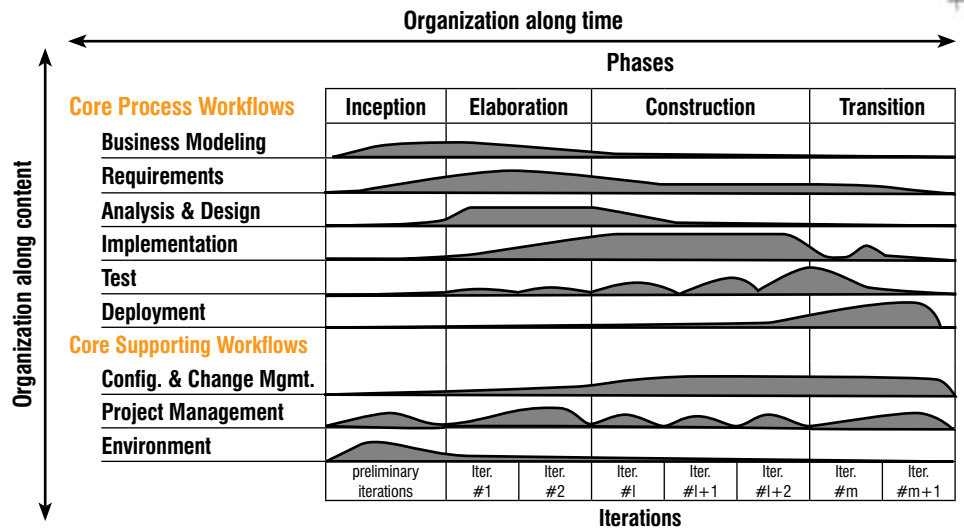 Organization along time
Phases
Organization along content
Core Process Workflows
Inception
Elaboration
Construction
Transition
Business Modeling
Requirements
Analysis & Design
Implementation
Test
Deployment
Core Supporting Workflows
Config. & Change Mgmt.
Project Management
Environment
preliminary
iterations
Iter.
#1
Iter.
#2
Iter.
#I
Iter.
#I+1
Iter.
#I+2
Iter.
#m
Iter.
#m+1
Iterations